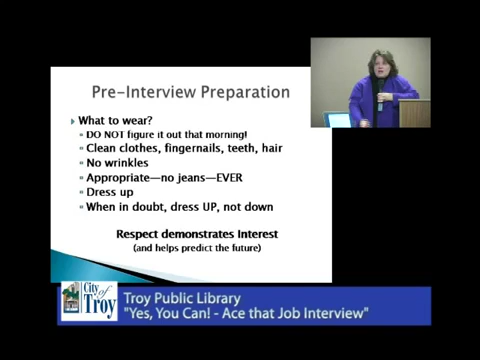 Pre-Interview Preparation
What to wear?
DO NOT figure it out that morning!
Clean clothes, fingernails, teeth, hair
No wrinkles
Appropriate—no jeans—EVER
Dress up
When in doubt, dress UP, not down
Respect demonstrates Interest
(and helps predict the future)
City of
Troy
Troy Public Library
"Yes, You Can! - Ace that Job Interview"